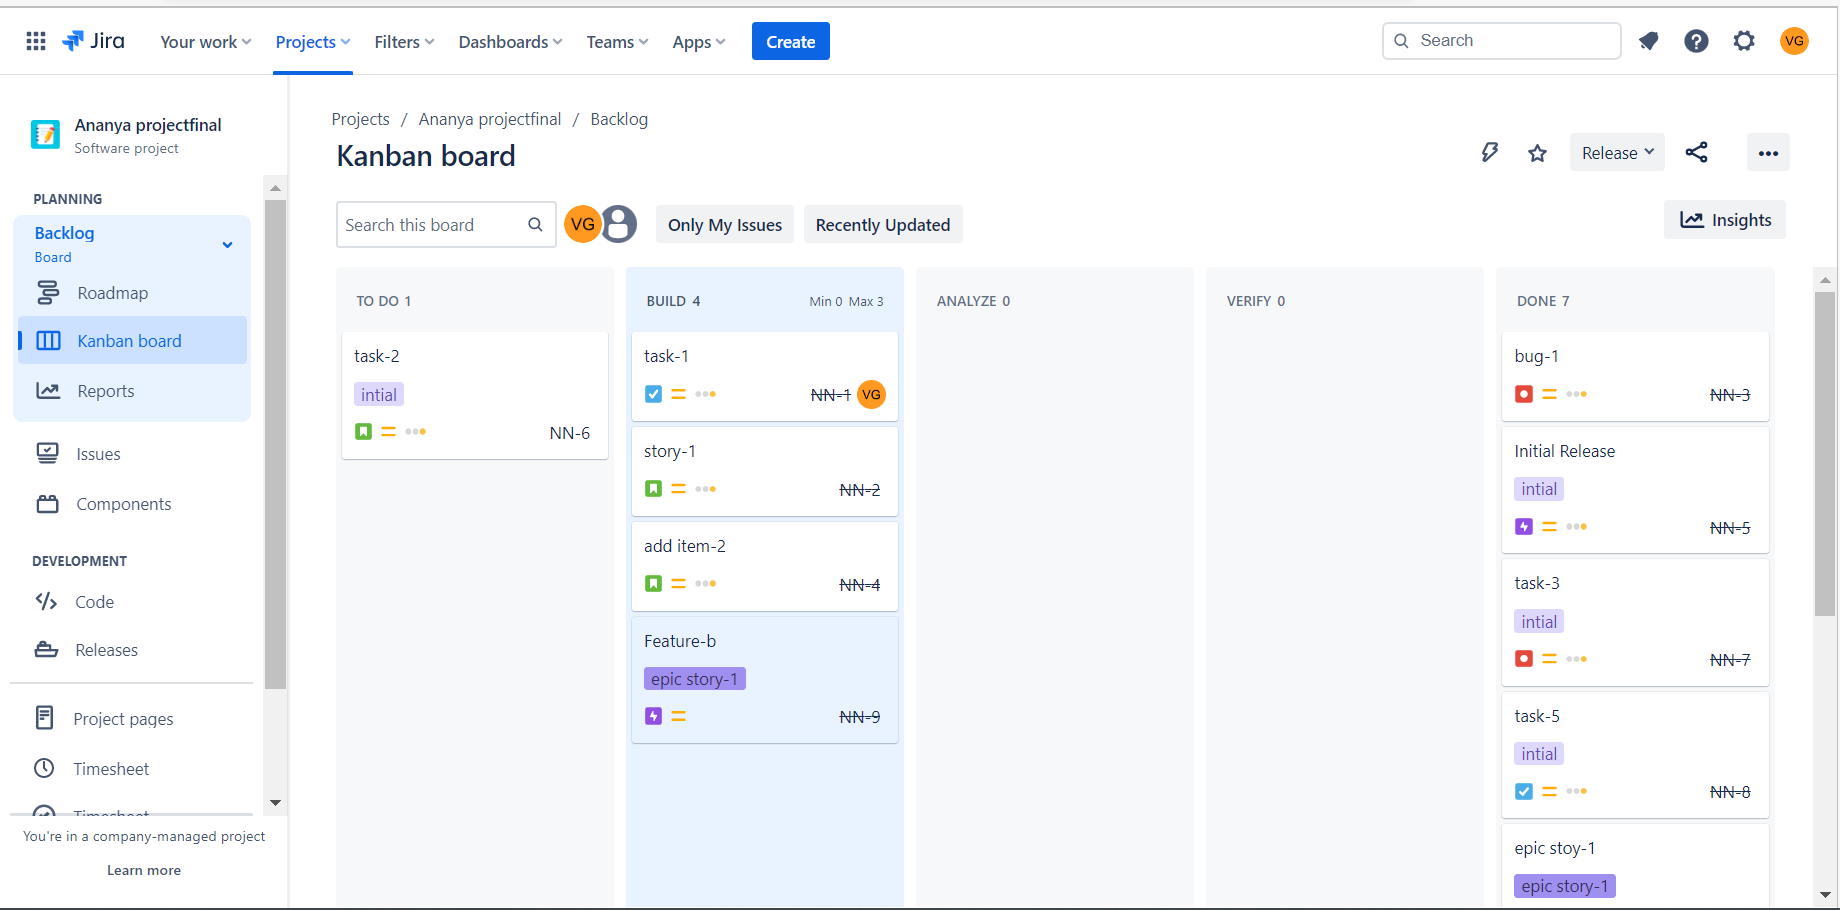 Jira
Your work
Projects
Filters
Dashboards
Teams
Apps
Create
Search
VG
Ananya projectfinal
Software project
PLANNING
Backlog
Board
Roadmap
Kanban board
Reports
Issues
Components
DEVELOPMENT
Code
Releases
Project pages
Timesheet
Timesheet
You're in a company-managed project
Learn more
Projects / Ananya projectfinal / Backlog
Kanban board
Release
Search this board
VG
Only My Issues
Recently Updated
Insights
TO DO 1
task-2
intial
NN-6
BUILD 4 Min 0 Max 3
task-1
NN-1 VG
story-1
NN-2
add item-2
NN-4
Feature-b
epic story-1
NN-9
ANALYZE 0
VERIFY 0
DONE 7
bug-1
NN-3
Initial Release
intial
NN-5
task-3
intial
NN-7
task-5
intial
NN-8
epic stoy-1
epic story-1